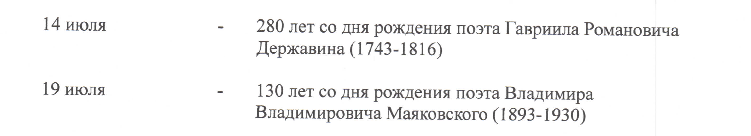 14 июля - 280 лет со дня рождения поэта Гавриила Романовича
Державина (1743-1816)
19 июля - 130 лет со дня рождения поэта Владимира
Владимировича Маяковского (1893-1930)